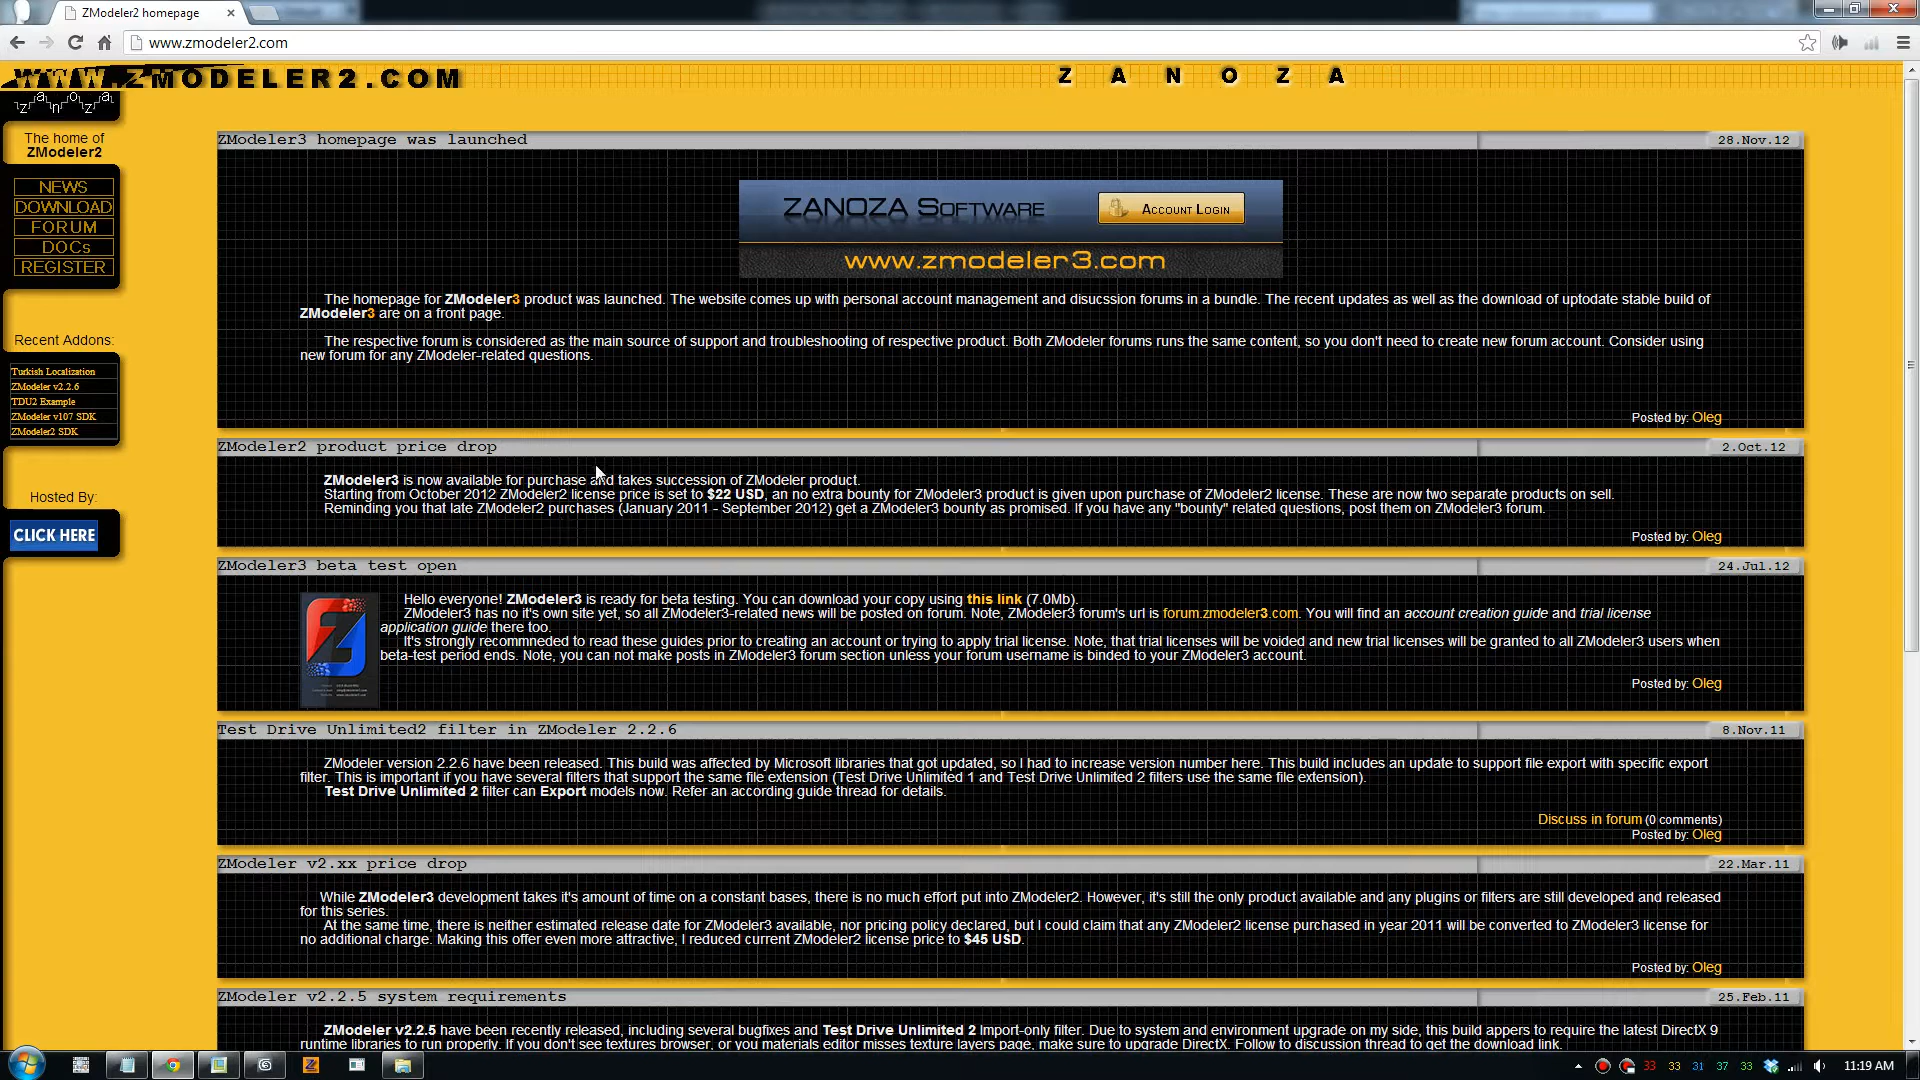 ZModeler2 homepage
www.zmodeler2.com
WWW.ZMODELER2.COM
Z A N O Z A
zanoza
The home of
ZModeler2
NEWS
DOWNLOAD
FORUM
DOCs
REGISTER
Recent Addons:
Turkish Localization
ZModeler v2.2.6
TDU2 Example
ZModeler v107 SDK
ZModeler2 SDK
Hosted By:
CLICK HERE
ZModeler3 homepage was launched
28.Nov.12
ZANOZA SOFTWARE
ACCOUNT LOGIN
www.zmodeler3.com
The homepage for ZModeler3 product was launched. The website comes up with personal account management and disucssion forums in a bundle. The recent updates as well as the download of uptodate stable build of
ZModeler3 are on a front page.
The respective forum is considered as the main source of support and troubleshooting of respective product. Both ZModeler forums runs the same content, so you don't need to create new forum account. Consider using
new forum for any ZModeler-related questions.
Posted by: Oleg
ZModeler2 product price drop
2.Oct.12
ZModeler3 is now available for purchase and takes succession of ZModeler product.
Starting from October 2012 ZModeler2 license price is set to $22 USD, an no extra bounty for ZModeler3 product is given upon purchase of ZModeler2 license. These are now two separate products on sell.
Reminding you that late ZModeler2 purchases (January 2011 - September 2012) get a ZModeler3 bounty as promised. If you have any "bounty" related questions, post them on ZModeler3 forum.
Posted by: Oleg
ZModeler3 beta test open
24.Jul.12
Hello everyone! ZModeler3 is ready for beta testing. You can download your copy using this link (7.0Mb).
ZModeler3 has no it's own site yet, so all ZModeler3-related news will be posted on forum. Note, ZModeler3 forum's url is forum.zmodeler3.com. You will find an account creation guide and trial license
application guide there too.
It's strongly recommneded to read these guides prior to creating an account or trying to apply trial license. Note, that trial licenses will be voided and new trial licenses will be granted to all ZModeler3 users when
beta-test period ends. Note, you can not make posts in ZModeler3 forum section unless your forum username is binded to your ZModeler3 account.
Posted by: Oleg
Test Drive Unlimited2 filter in ZModeler 2.2.6
8.Nov.11
ZModeler version 2.2.6 have been released. This build was affected by Microsoft libraries that got updated, so I had to increase version number here. This build includes an update to support file export with specific export
filter. This is important if you have several filters that support the same file extension (Test Drive Unlimited 1 and Test Drive Unlimited 2 filters use the same file extension).
Test Drive Unlimited 2 filter can Export models now. Refer an according guide thread for details.
Discuss in forum (0 comments)
Posted by: Oleg
ZModeler v2.xx price drop
22.Mar.11
While ZModeler3 development takes it's amount of time on a constant bases, there is no much effort put into ZModeler2. However, it's still the only product available and any plugins or filters are still developed and released
for this series.
At the same time, there is neither estimated release date for ZModeler3 available, nor pricing policy declared, but I could claim that any ZModeler2 license purchased in year 2011 will be converted to ZModeler3 license for
no additional charge. Making this offer even more attractive, I reduced current ZModeler2 license price to $45 USD.
Posted by: Oleg
ZModeler v2.2.5 system requirements
25.Feb.11
ZModeler v2.2.5 have been recently released, including several bugfixes and Test Drive Unlimited 2 Import-only filter. Due to system and environment upgrade on my side, this build appers to require the latest DirectX 9
runtime libraries to run properly. If you don't see textures browser, or you materials editor misses texture layers page, make sure to upgrade DirectX. Follow to discussion thread to get the download link.
33 33 31 37 33
11:19 AM